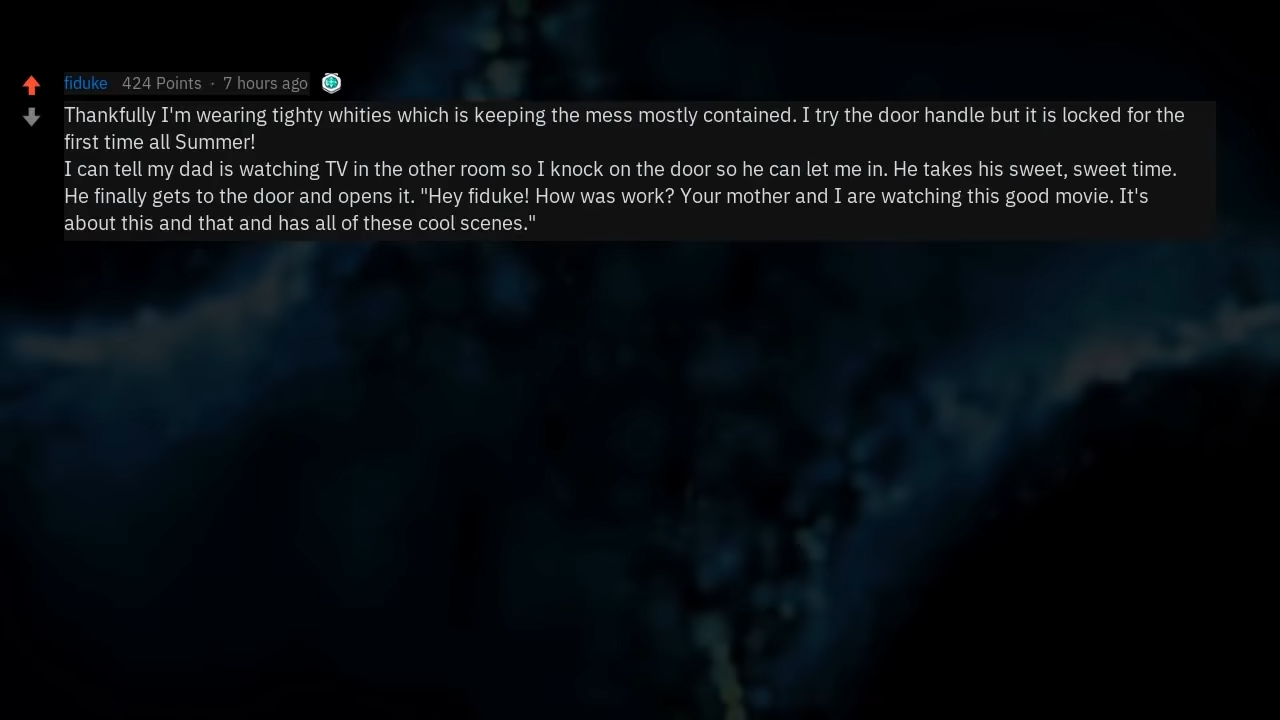 fiduke 424 Points · 7 hours ago
Thankfully I'm wearing tighty whities which is keeping the mess mostly contained. I try the door handle but it is locked for the
first time all Summer!
I can tell my dad is watching TV in the other room so I knock on the door so he can let me in. He takes his sweet, sweet time.
He finally gets to the door and opens it. "Hey fiduke! How was work? Your mother and I are watching this good movie. It's
about this and that and has all of these cool scenes."